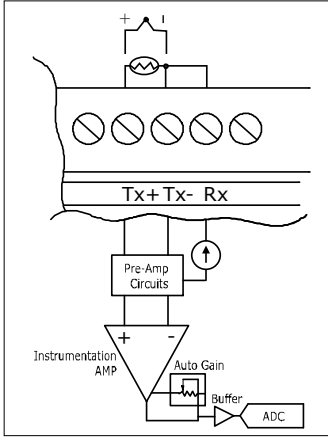 + -
Tx+ Tx- Rx
Pre-Amp
Circuits
+ -
Instrumentation
AMP
Auto Gain
Buffer
ADC